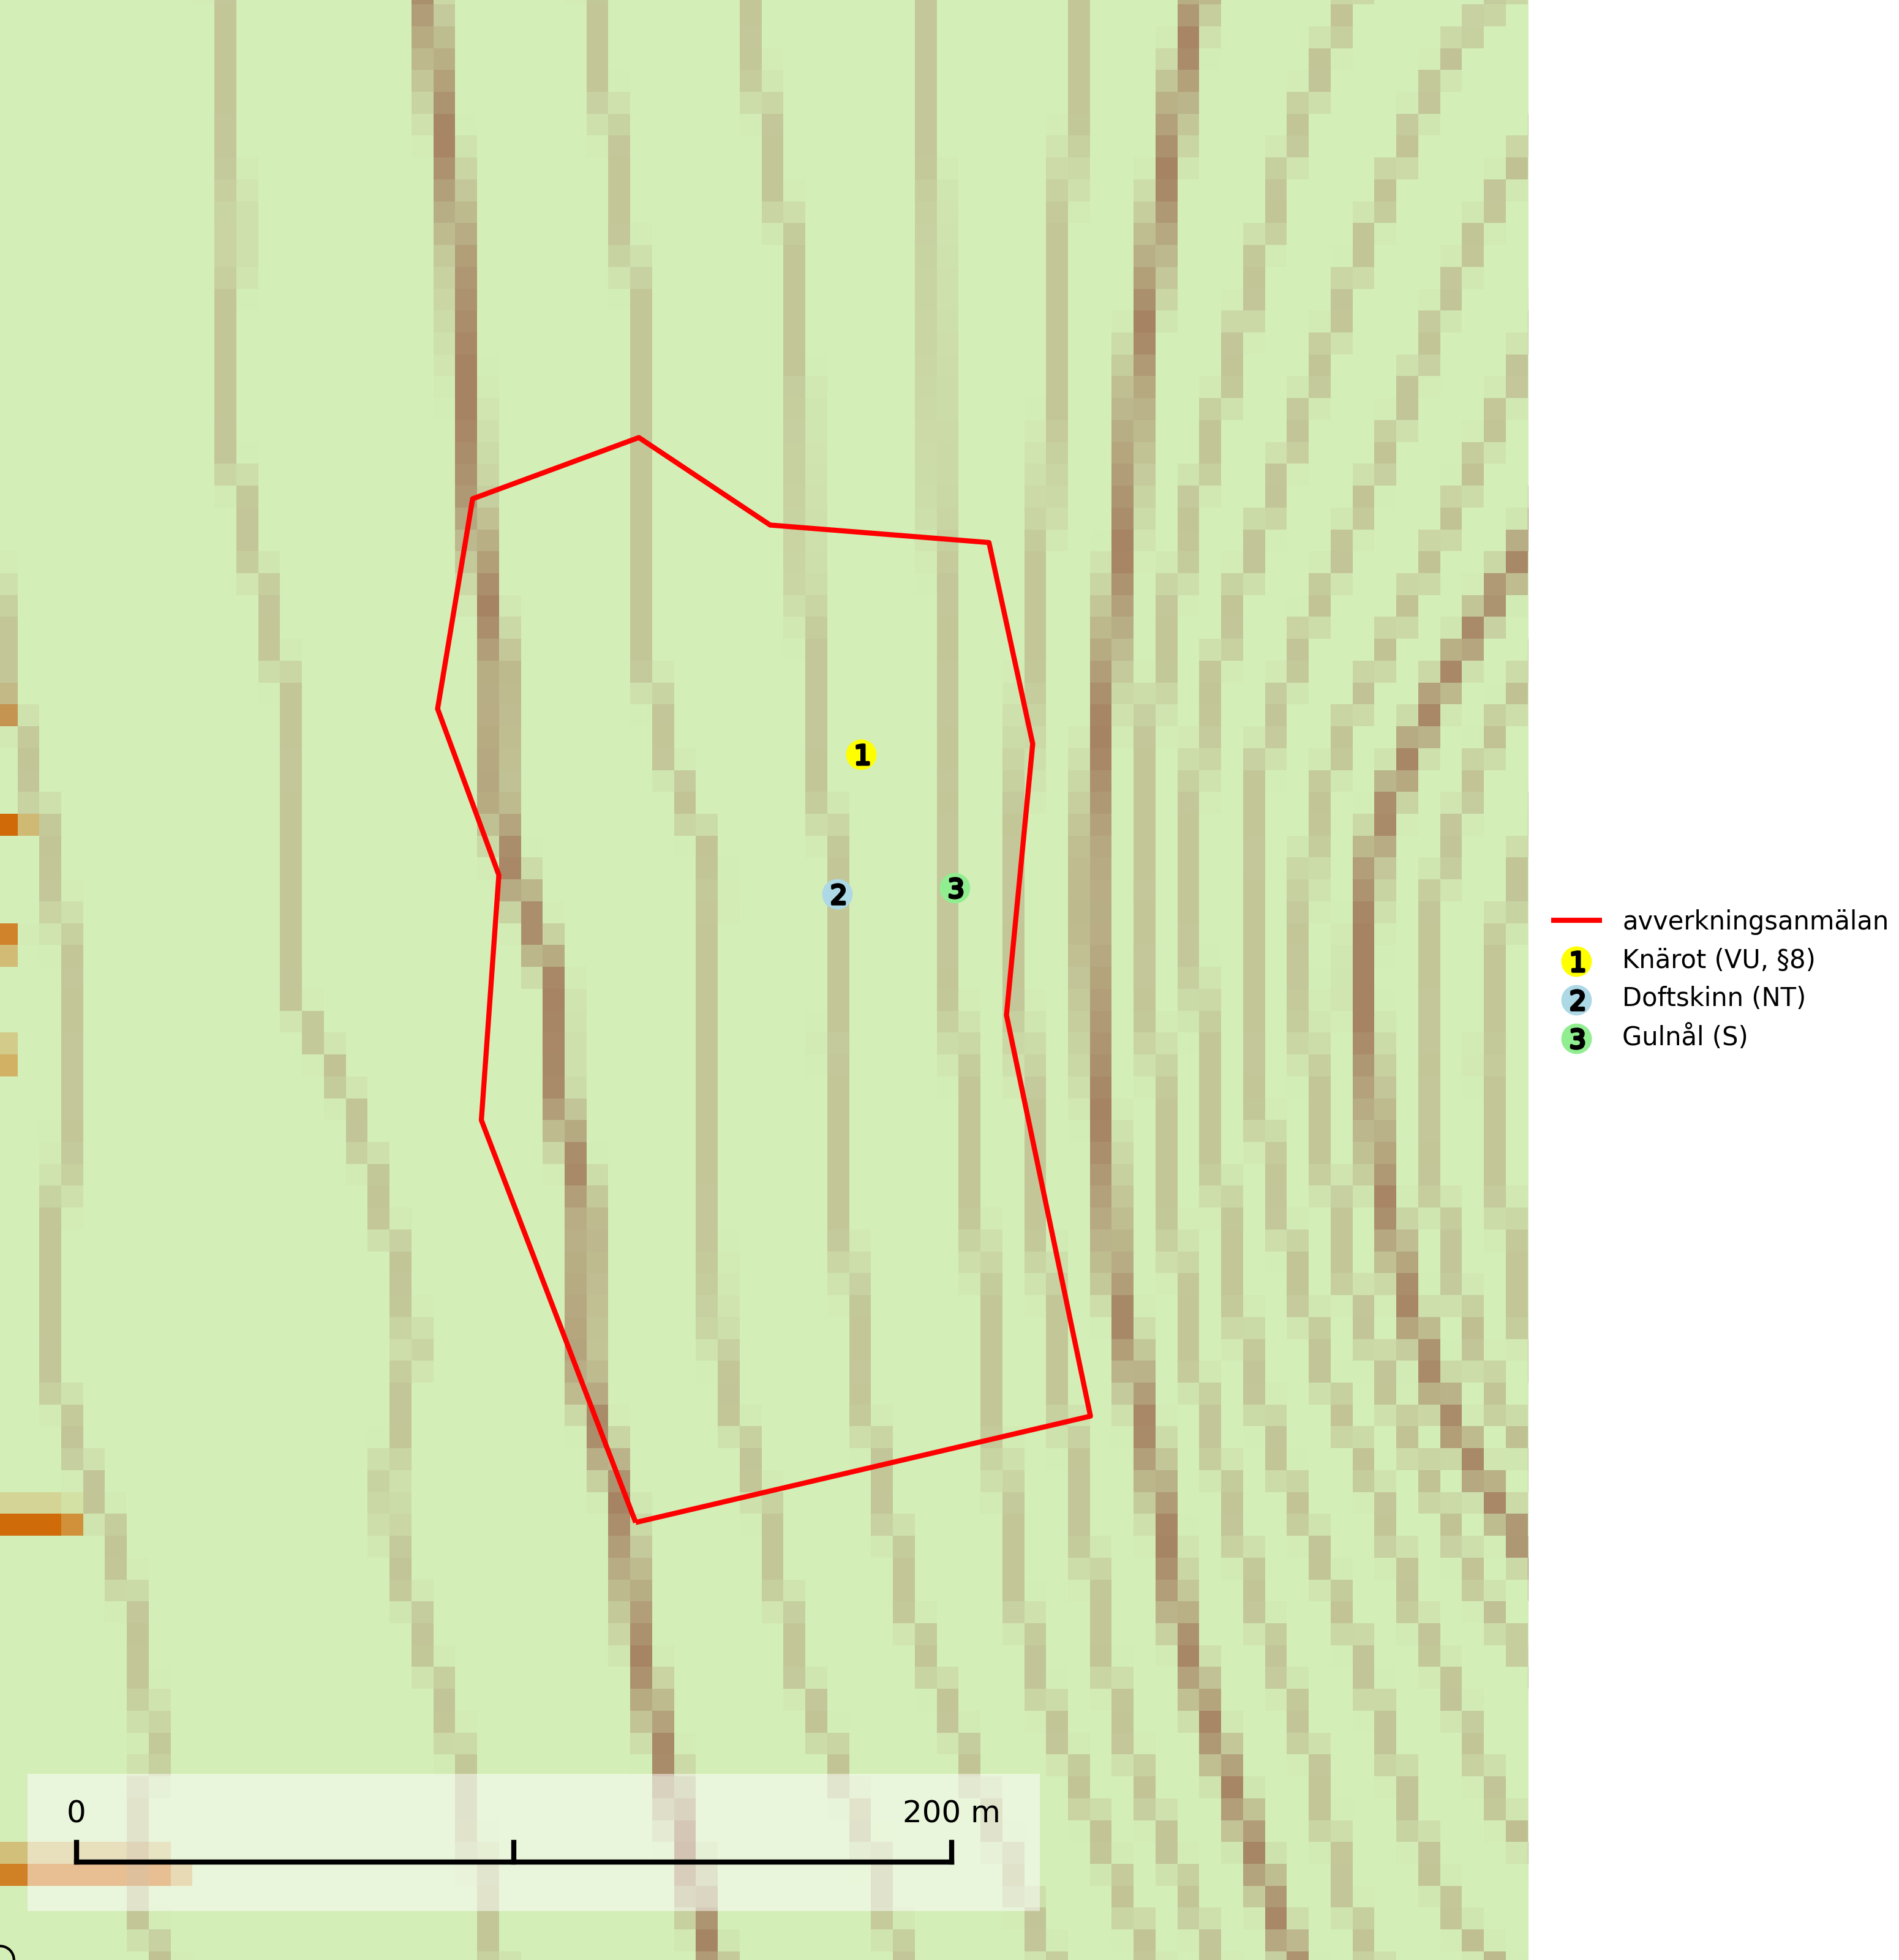 1
2
3
avverkningsanmälan
1 Knärot (VU, §8)
2 Doftskinn (NT)
3 Gulnål (S)
0 200 m